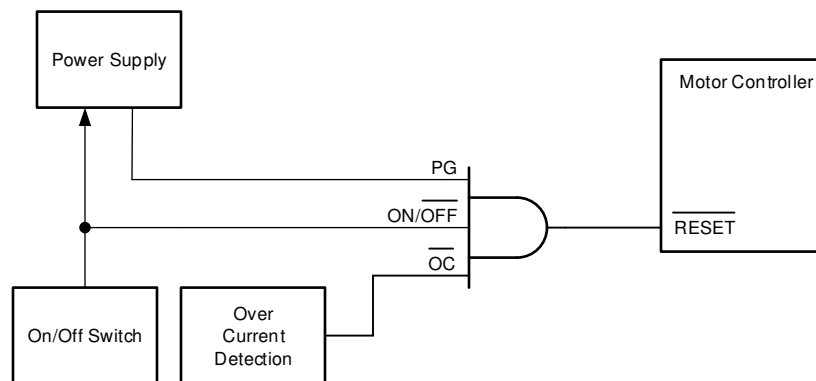 Power Supply
Motor Controller
PG
ON/OFF
RESET
OC
On/Off Switch
Over
Current
Detection